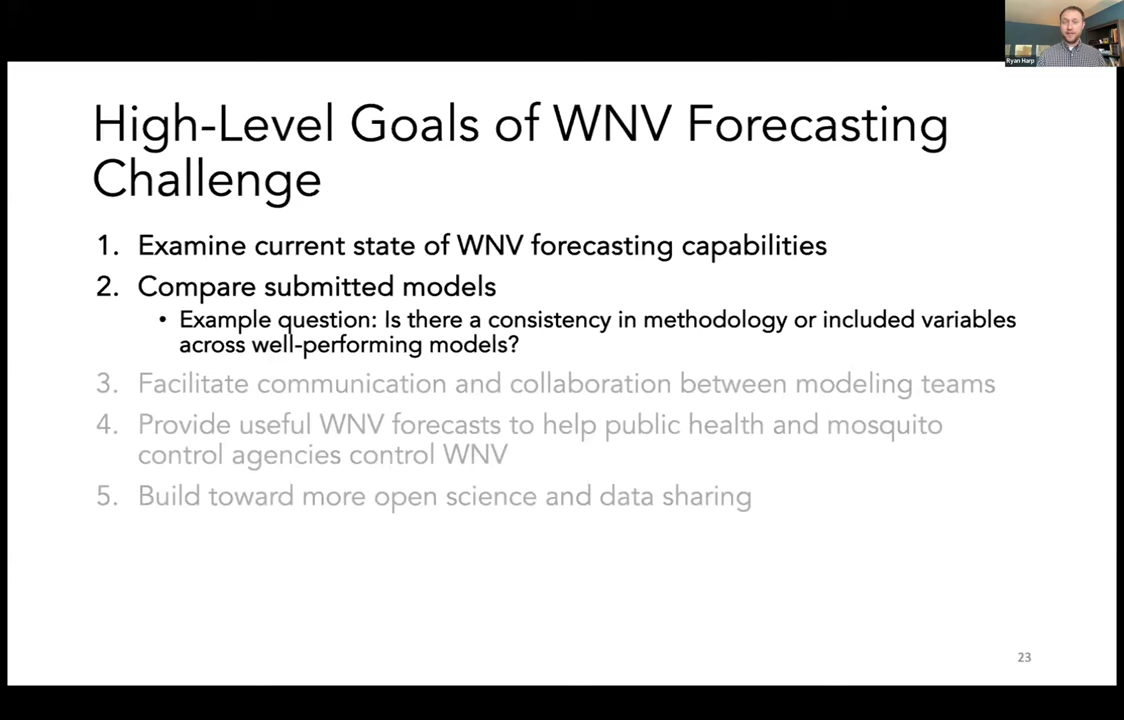 Ryan Harp
High-Level Goals of WNV Forecasting
Challenge
1. Examine current state of WNV forecasting capabilities
2. Compare submitted models
• Example question: Is there a consistency in methodology or included variables
across well-performing models?
3. Facilitate communication and collaboration between modeling teams
4. Provide useful WNV forecasts to help public health and mosquito
control agencies control WNV
5. Build toward more open science and data sharing
23